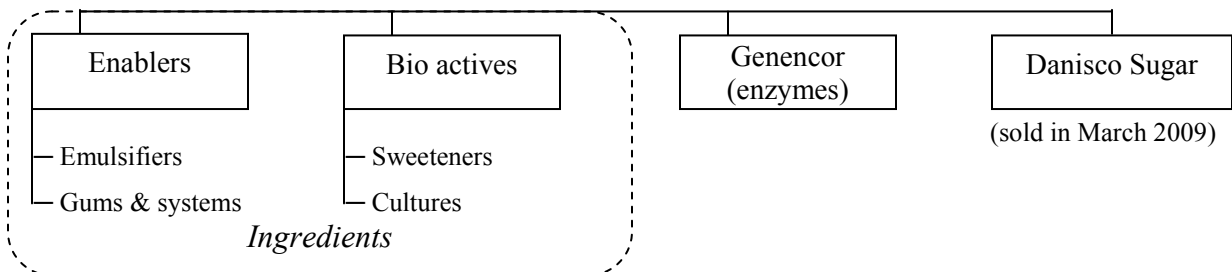 Enablers
Emulsifiers
Gums & systems
Bio actives
Sweeteners
Cultures
Ingredients
Genencor
(enzymes)
Danisco Sugar
(sold in March 2009)